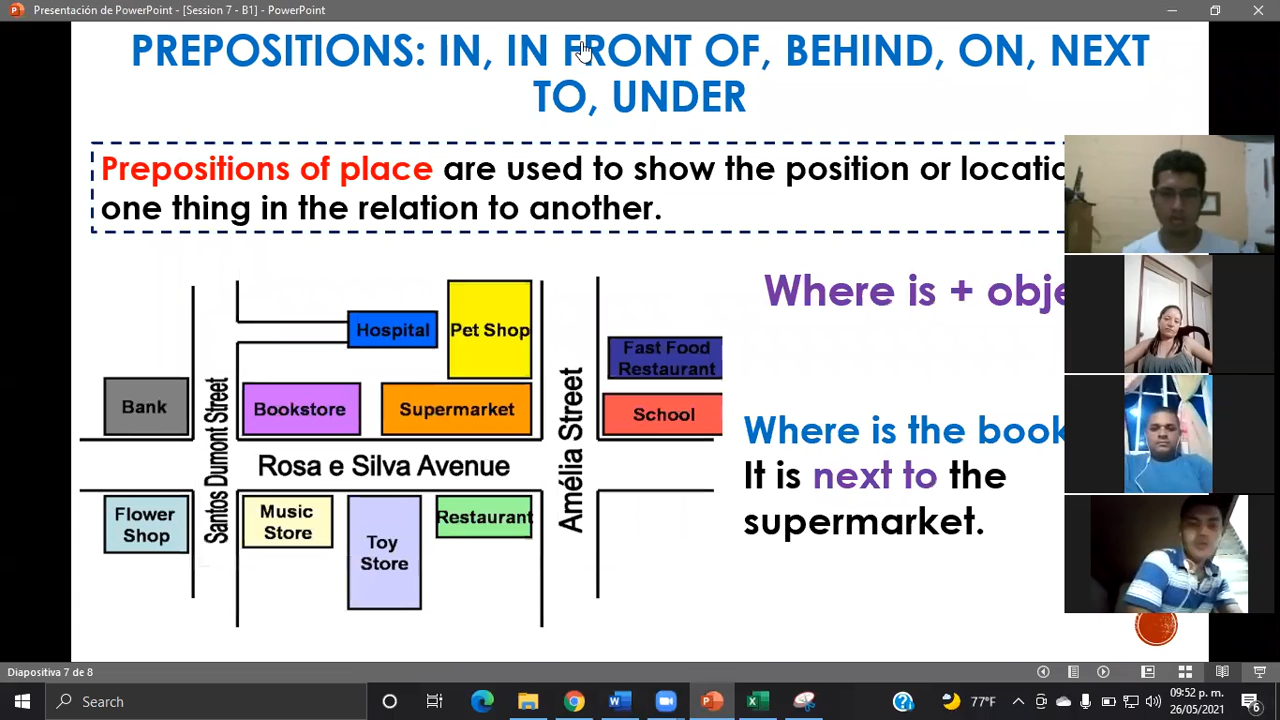 Presentación de PowerPoint - [Session 7 - B1] - PowerPoint
PREPOSITIONS: IN, IN FRONT OF, BEHIND, ON, NEXT
TO, UNDER
Prepositions of place are used to show the position or locatio
one thing in the relation to another.
Where is + obje
Hospital
Pet Shop
Fast Food
Restaurant
Bank
Santos Dumont Street
Bookstore
Supermarket
Amélia Street
School
Rosa e Silva Avenue
Flower
Shop
Music
Store
Toy
Store
Restaurant
Where is the book
It is next to the
supermarket.
Diapositiva 7 de 8
Search
77°F
09:52 p. m.
26/05/2021
6